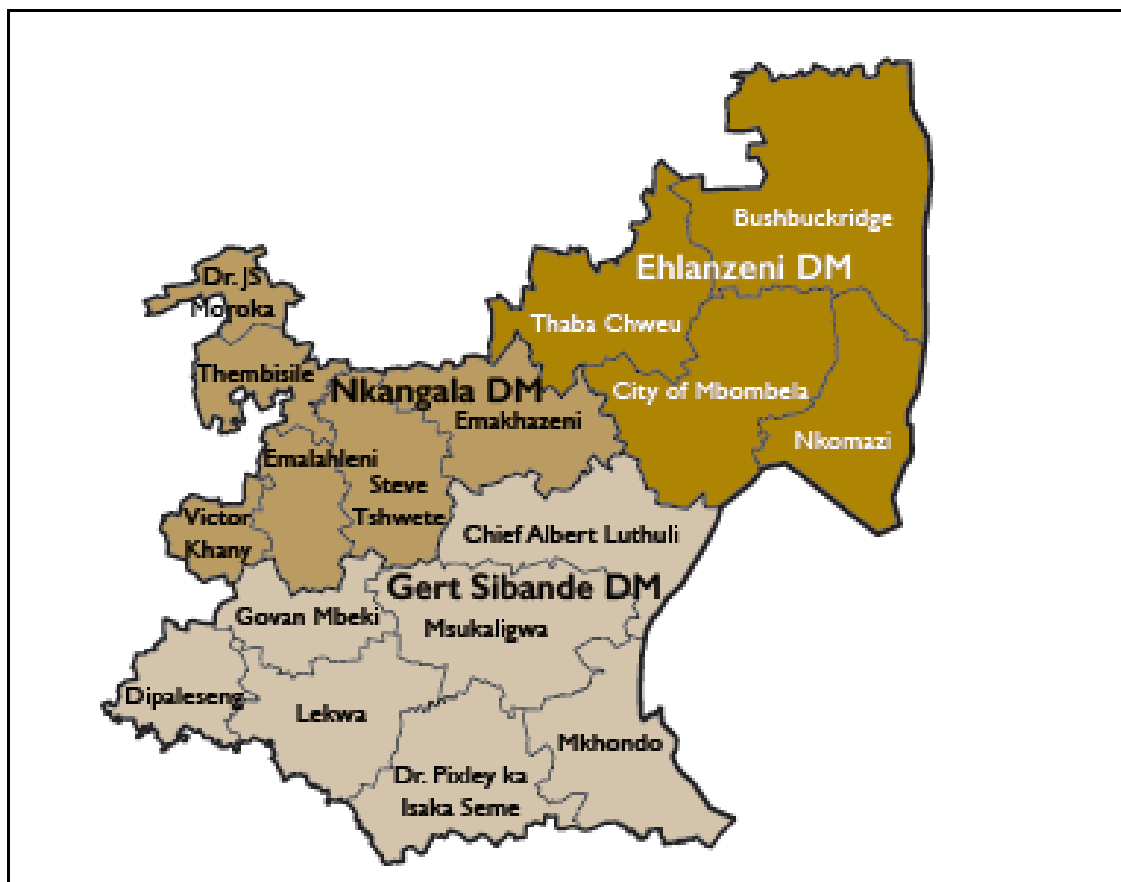 Bushbuckridge
Ehlanzeni DM
Dr. JS
Moroka
Thaba Chweu
Thembisile
Nkangala DM
City of Mbombela
Emakhazeni
Nkomazi
Emalahleni
Steve
Tshwete
Victor
Khany
Chief Albert Luthuli
Gert Sibande DM
Govan Mbeki
Msukaligwa
Dipaleseng
Lekwa
Mkhondo
Dr. Pixley ka
Isaka Seme